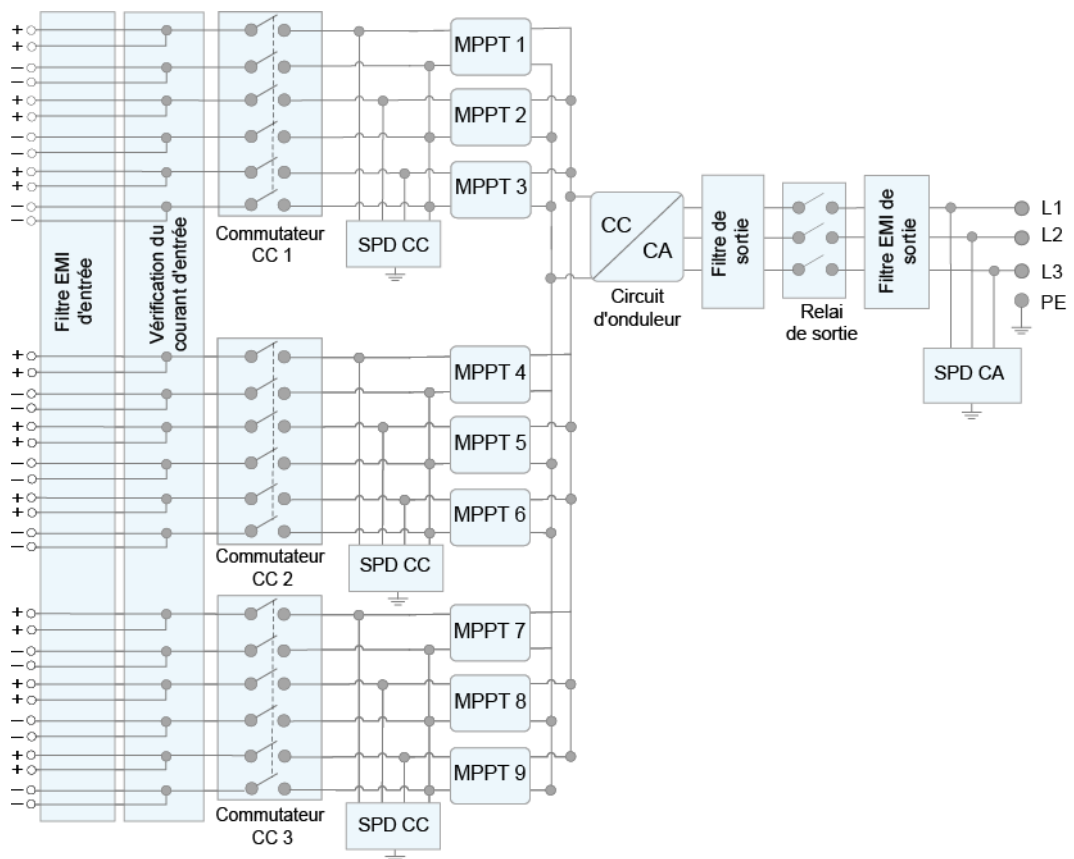 +
+
−
−
+
+
−
−
+
+
−
−
MPPT 1
MPPT 2
MPPT 3
Commutateur
CC 1
SPD CC
Filtre EMI
d'entrée
Vérification du
courant d'entrée
CC
CA
Circuit
d'onduleur
Filtre de
sortie
Relai
de sortie
Filtre EMI de
sortie
L1
L2
L3
PE
SPD CA
+
+
−
−
+
+
−
−
+
+
−
−
MPPT 4
MPPT 5
MPPT 6
Commutateur
CC 2
SPD CC
+
+
−
−
+
+
−
−
+
+
−
−
MPPT 7
MPPT 8
MPPT 9
Commutateur
CC 3
SPD CC